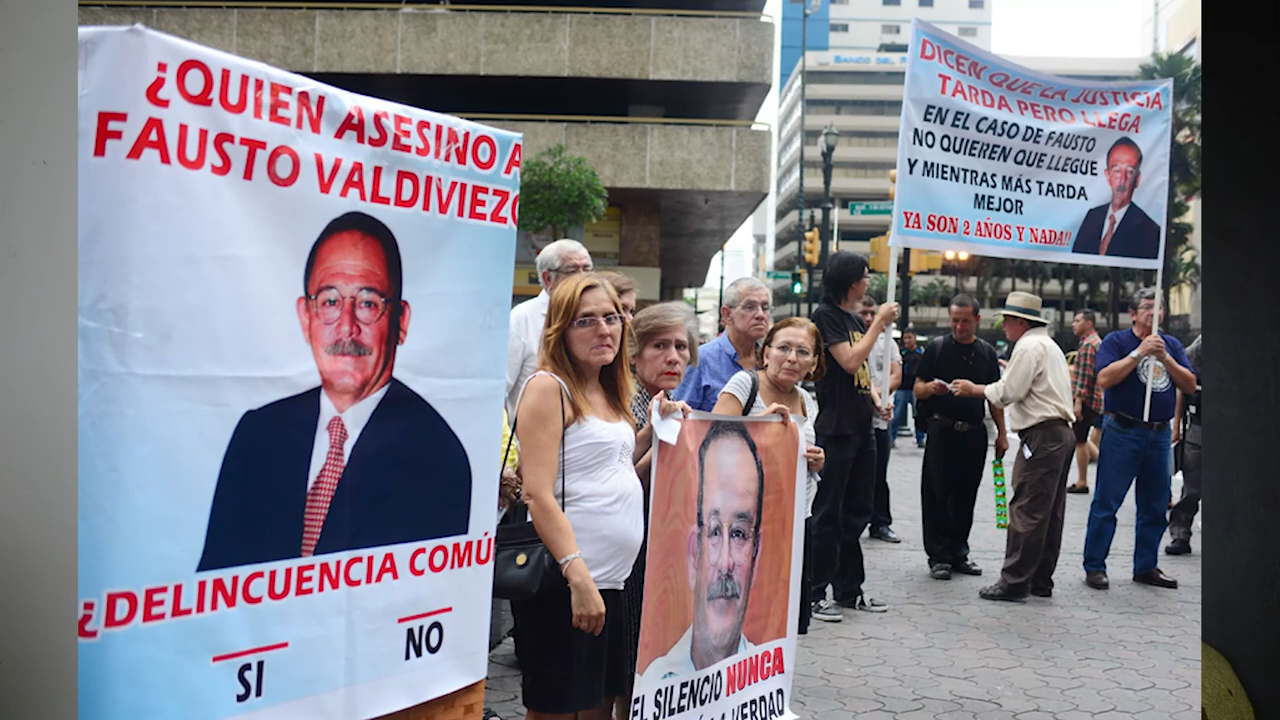 ¿QUIEN ASESINO A
FAUSTO VALDIVIEZO
¿DELINCUENCIA COMÚ
SI
NO
EL SILENCIO NUNCA
LA VERDAD
BANCO DEL
DICEN QUE LA JUSTICIA
TARDA PERO LLEGA
EN EL CASO DE FAUSTO
NO QUIEREN QUE LLEGUE
Y MIENTRAS MÁS TARDA
MEJOR
YA SON 2 AÑOS Y NADA!!